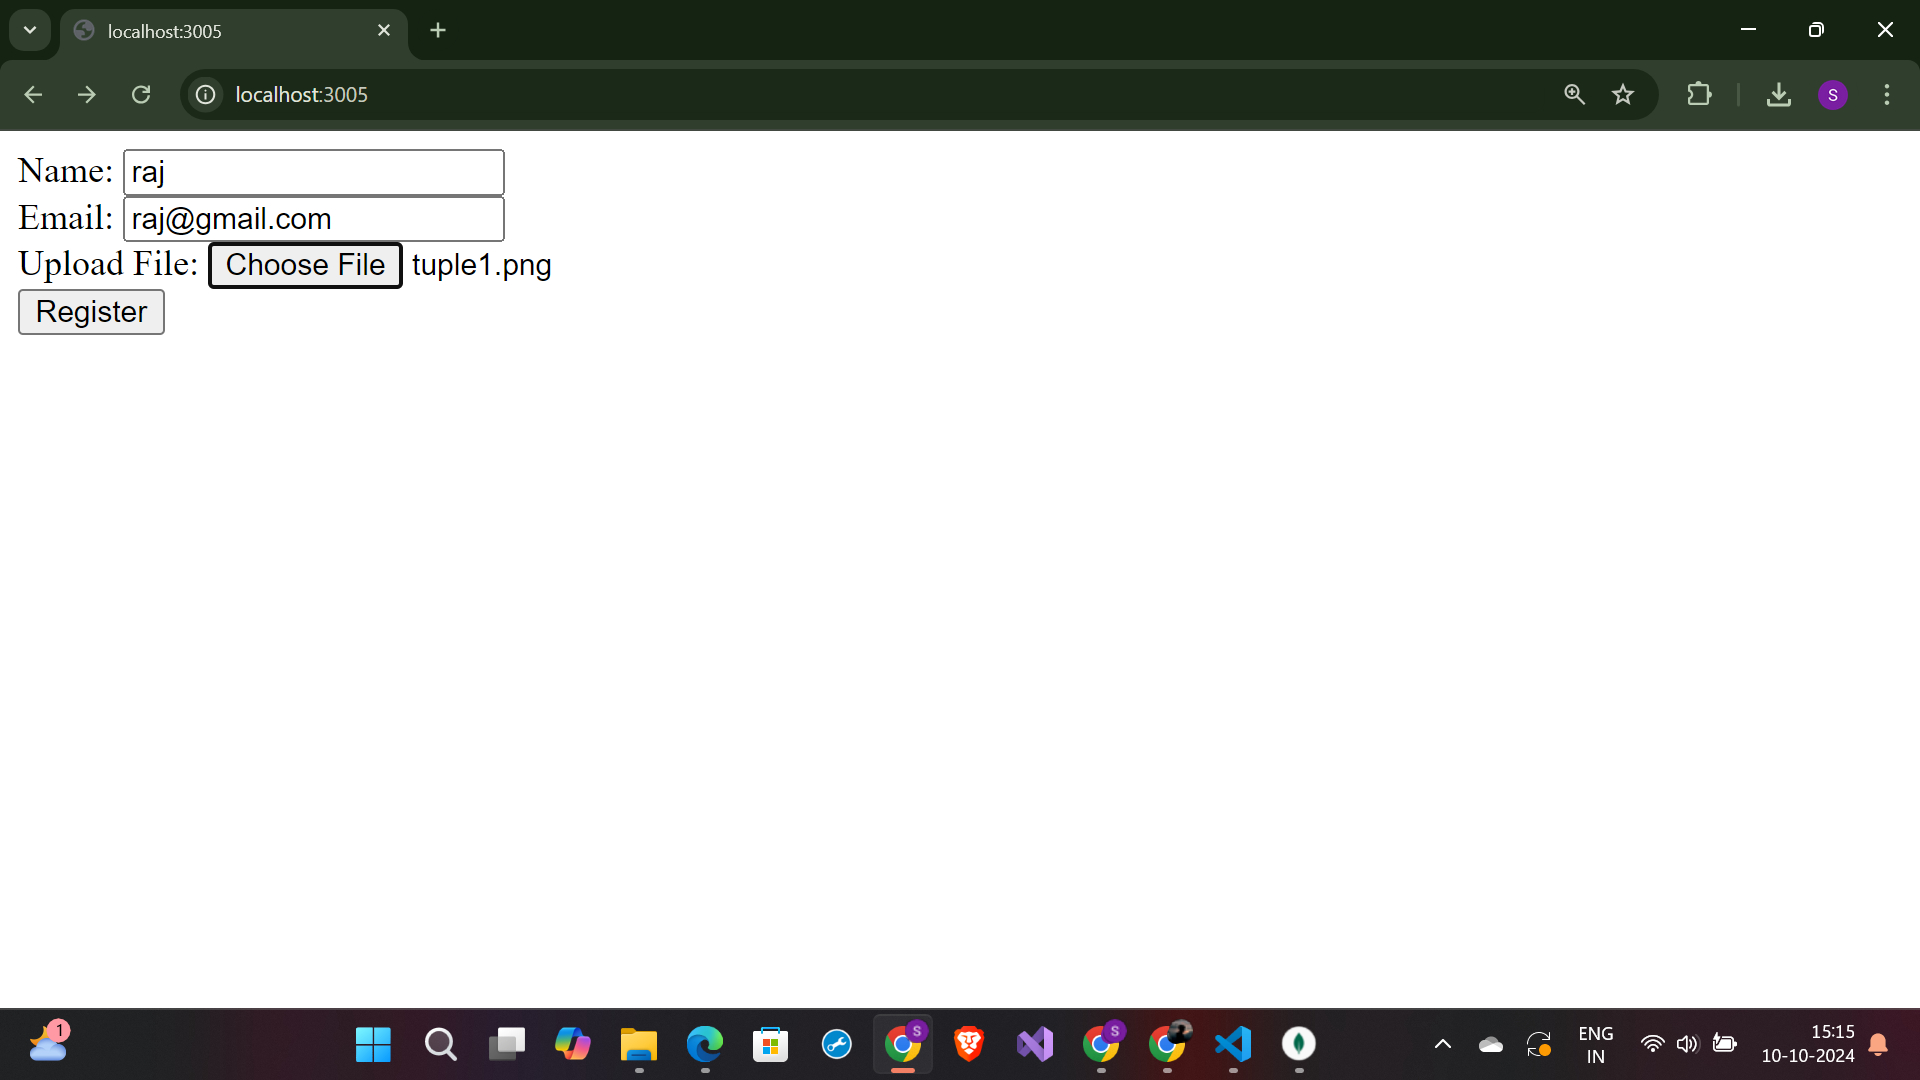 localhost:3005
localhost:3005
S
Name: raj
Email: raj@gmail.com
Upload File: Choose File tuple1.png
Register
1
S
S
ENG
IN
15:15
10-10-2024